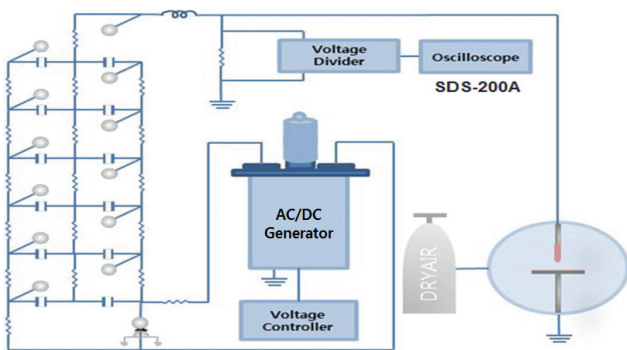 Voltage
Divider
Oscilloscope
SDS-200A
AC/DC
Generator
Voltage
Controller
DRYAIR